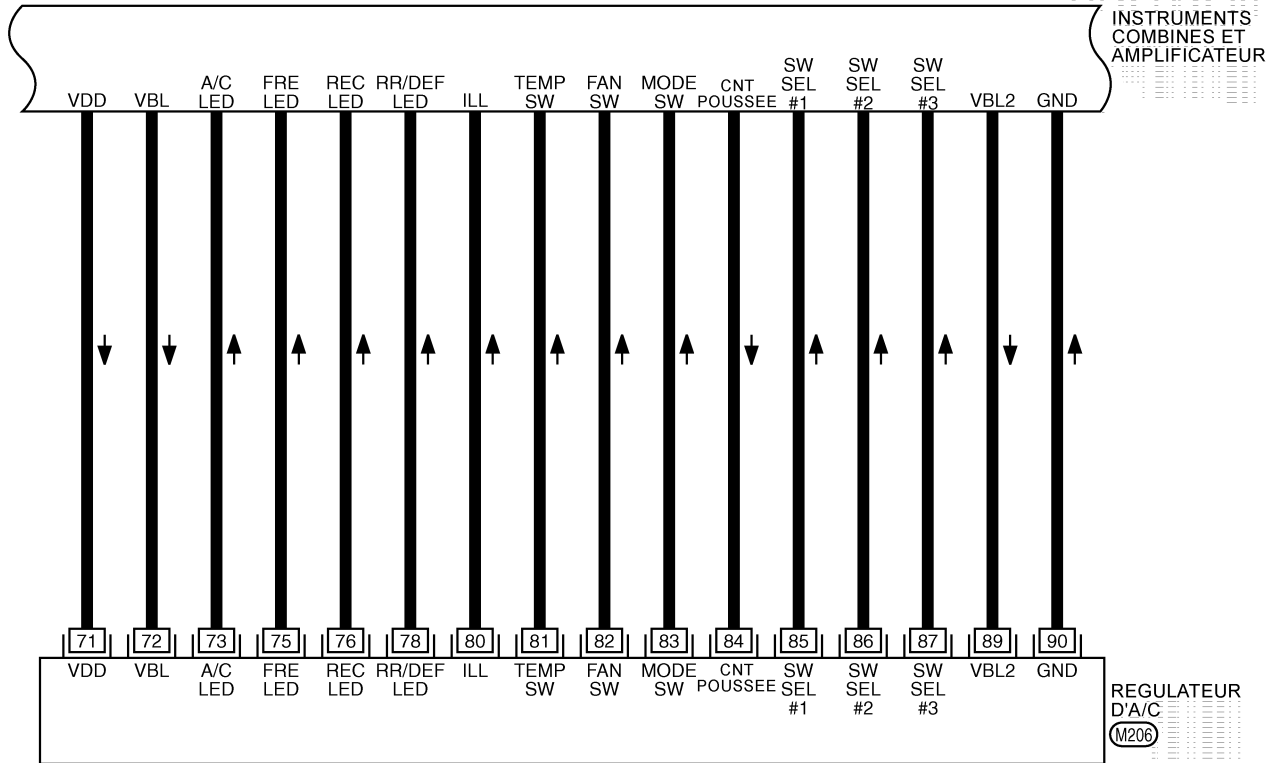 INSTRUMENTS
COMBINES ET
AMPLIFICATEUR
VDD
VBL
A/C
LED
FRE
LED
REC
LED
RR/DEF
LED
ILL
TEMP
SW
FAN
SW
MODE
SW
CNT
POUSSEE
SW
SEL
#1
SW
SEL
#2
SW
SEL
#3
VBL2
GND
71
72
73
75
76
78
80
81
82
83
84
85
86
87
89
90
VDD
VBL
A/C
LED
FRE
LED
REC
LED
RR/DEF
LED
ILL
TEMP
SW
FAN
SW
MODE
SW
CNT
POUSSEE
SW
SEL
#1
SW
SEL
#2
SW
SEL
#3
VBL2
GND
REGULATEUR
D'A/C
M206